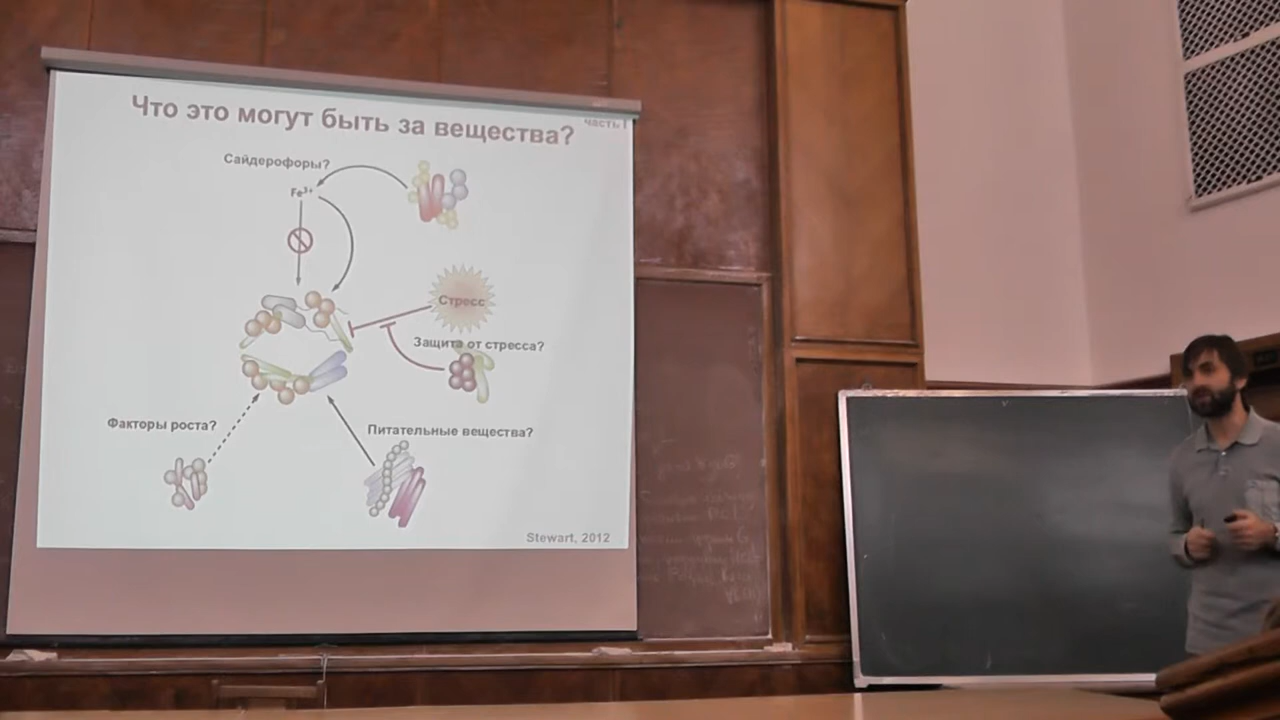 Что это могут быть за вещества?
часть I
Сайдерофоры?
Fe³⁺
Стресс
Защита от стресса?
Факторы роста?
Питательные вещества?
Stewart, 2012